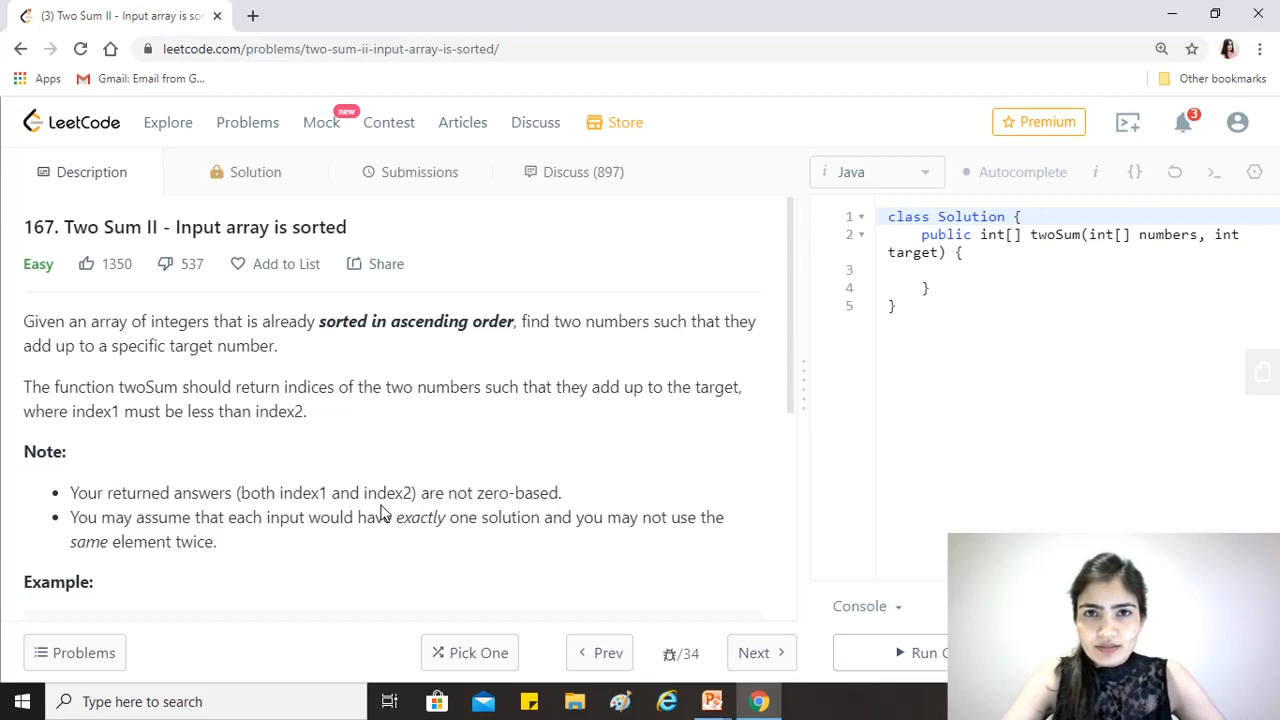 (3) Two Sum II - Input array is so
leetcode.com/problems/two-sum-ii-input-array-is-sorted/
Apps Gmail: Email from G... Other bookmarks
LeetCode Explore Problems Mock new Contest Articles Discuss Store Premium 3
Description Solution Submissions Discuss (897) i Java Autocomplete i {} >_
167. Two Sum II - Input array is sorted
Easy 1350 537 Add to List Share
Given an array of integers that is already sorted in ascending order, find two numbers such that they
add up to a specific target number.
The function twoSum should return indices of the two numbers such that they add up to the target,
where index1 must be less than index2.
Note:
• Your returned answers (both index1 and index2) are not zero-based.
• You may assume that each input would have exactly one solution and you may not use the
same element twice.
Example:
1 class Solution {
2 public int[] twoSum(int[] numbers, int
target) {
3
4 }
5 }
Console
Problems Pick One Prev /34 Next Run
Type here to search